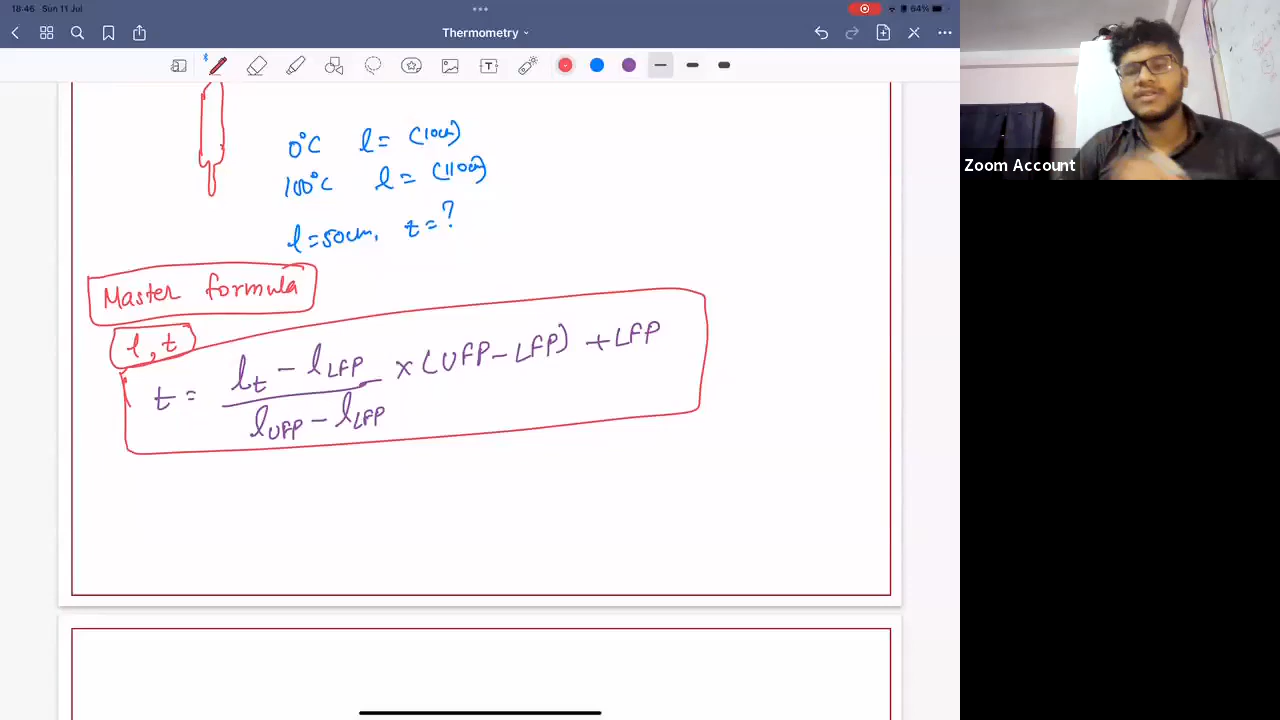 18:46 Sun 11 Jul
64%
Thermometry
Zoom Account
0°C l = (10cm)
100°C l = (110cm)
l = 50cm, t = ?
Master formula
l, t
t = l_t - l_LFP / l_UFP - l_LFP × (UFP - LFP) + LFP